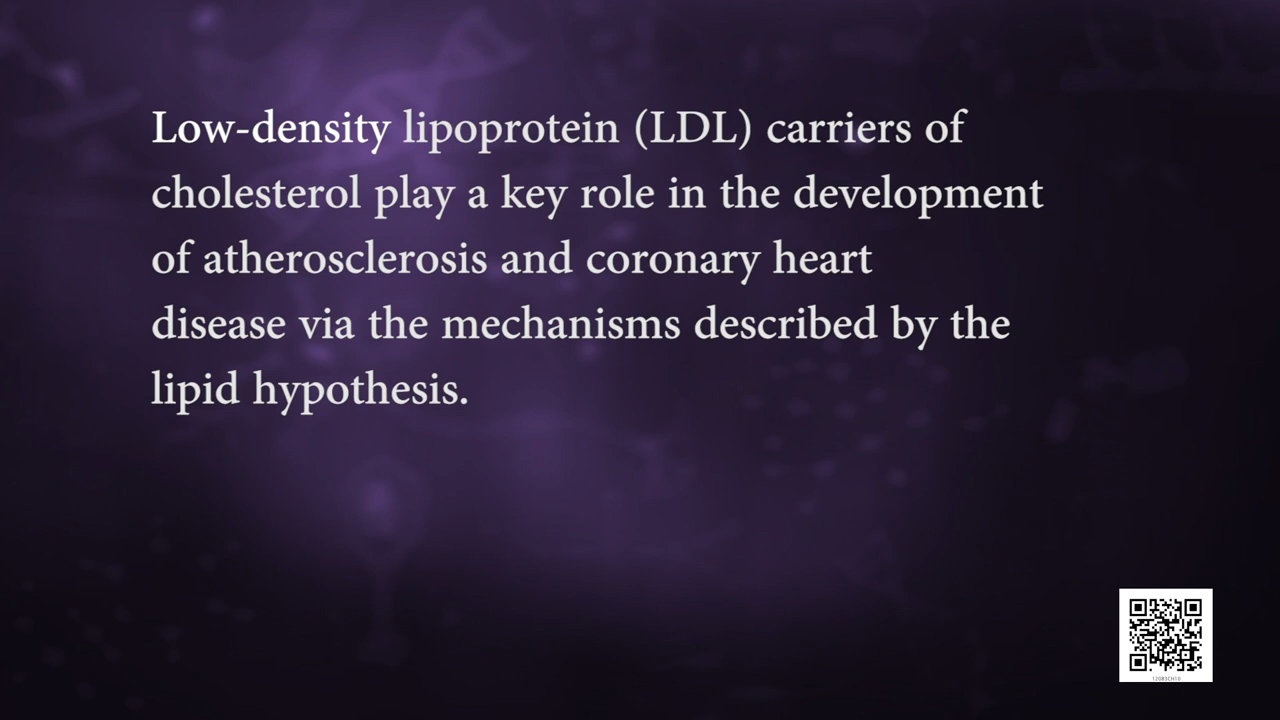 Low-density lipoprotein (LDL) carriers of
cholesterol play a key role in the development
of atherosclerosis and coronary heart
disease via the mechanisms described by the
lipid hypothesis.